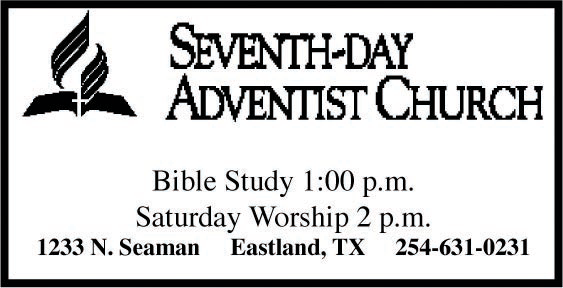 SEVENTH-DAY
ADVENTIST CHURCH
Bible Study 1:00 p.m.
Saturday Worship 2 p.m.
1233 N. Seaman Eastland, TX 254-631-0231